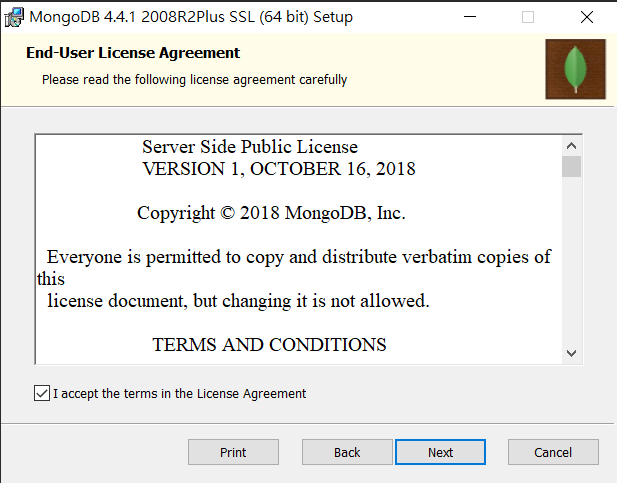 MongoDB 4.4.1 2008R2Plus SSL (64 bit) Setup
End-User License Agreement
Please read the following license agreement carefully
Server Side Public License
VERSION 1, OCTOBER 16, 2018
Copyright © 2018 MongoDB, Inc.
Everyone is permitted to copy and distribute verbatim copies of
this
license document, but changing it is not allowed.
TERMS AND CONDITIONS
I accept the terms in the License Agreement
Print Back Next Cancel